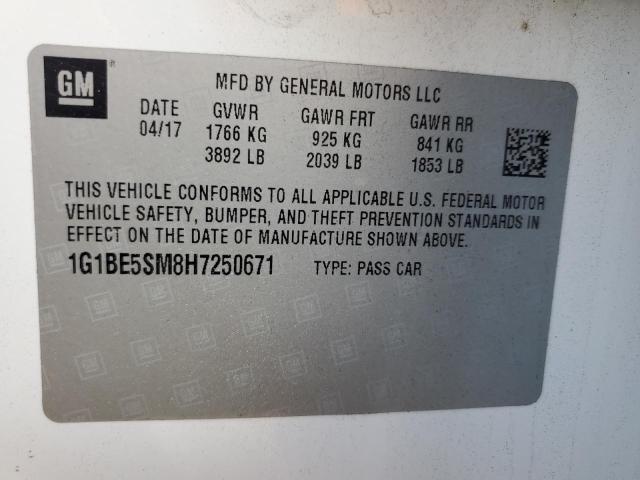 GM
MFD BY GENERAL MOTORS LLC
DATE GVWR GAWR FRT GAWR RR
04/17 1766 KG 925 KG 841 KG
3892 LB 2039 LB 1853 LB
THIS VEHICLE CONFORMS TO ALL APPLICABLE U.S. FEDERAL MOTOR
VEHICLE SAFETY, BUMPER, AND THEFT PREVENTION STANDARDS IN
EFFECT ON THE DATE OF MANUFACTURE SHOWN ABOVE.
1G1BE5SM8H7250671 TYPE: PASS CAR